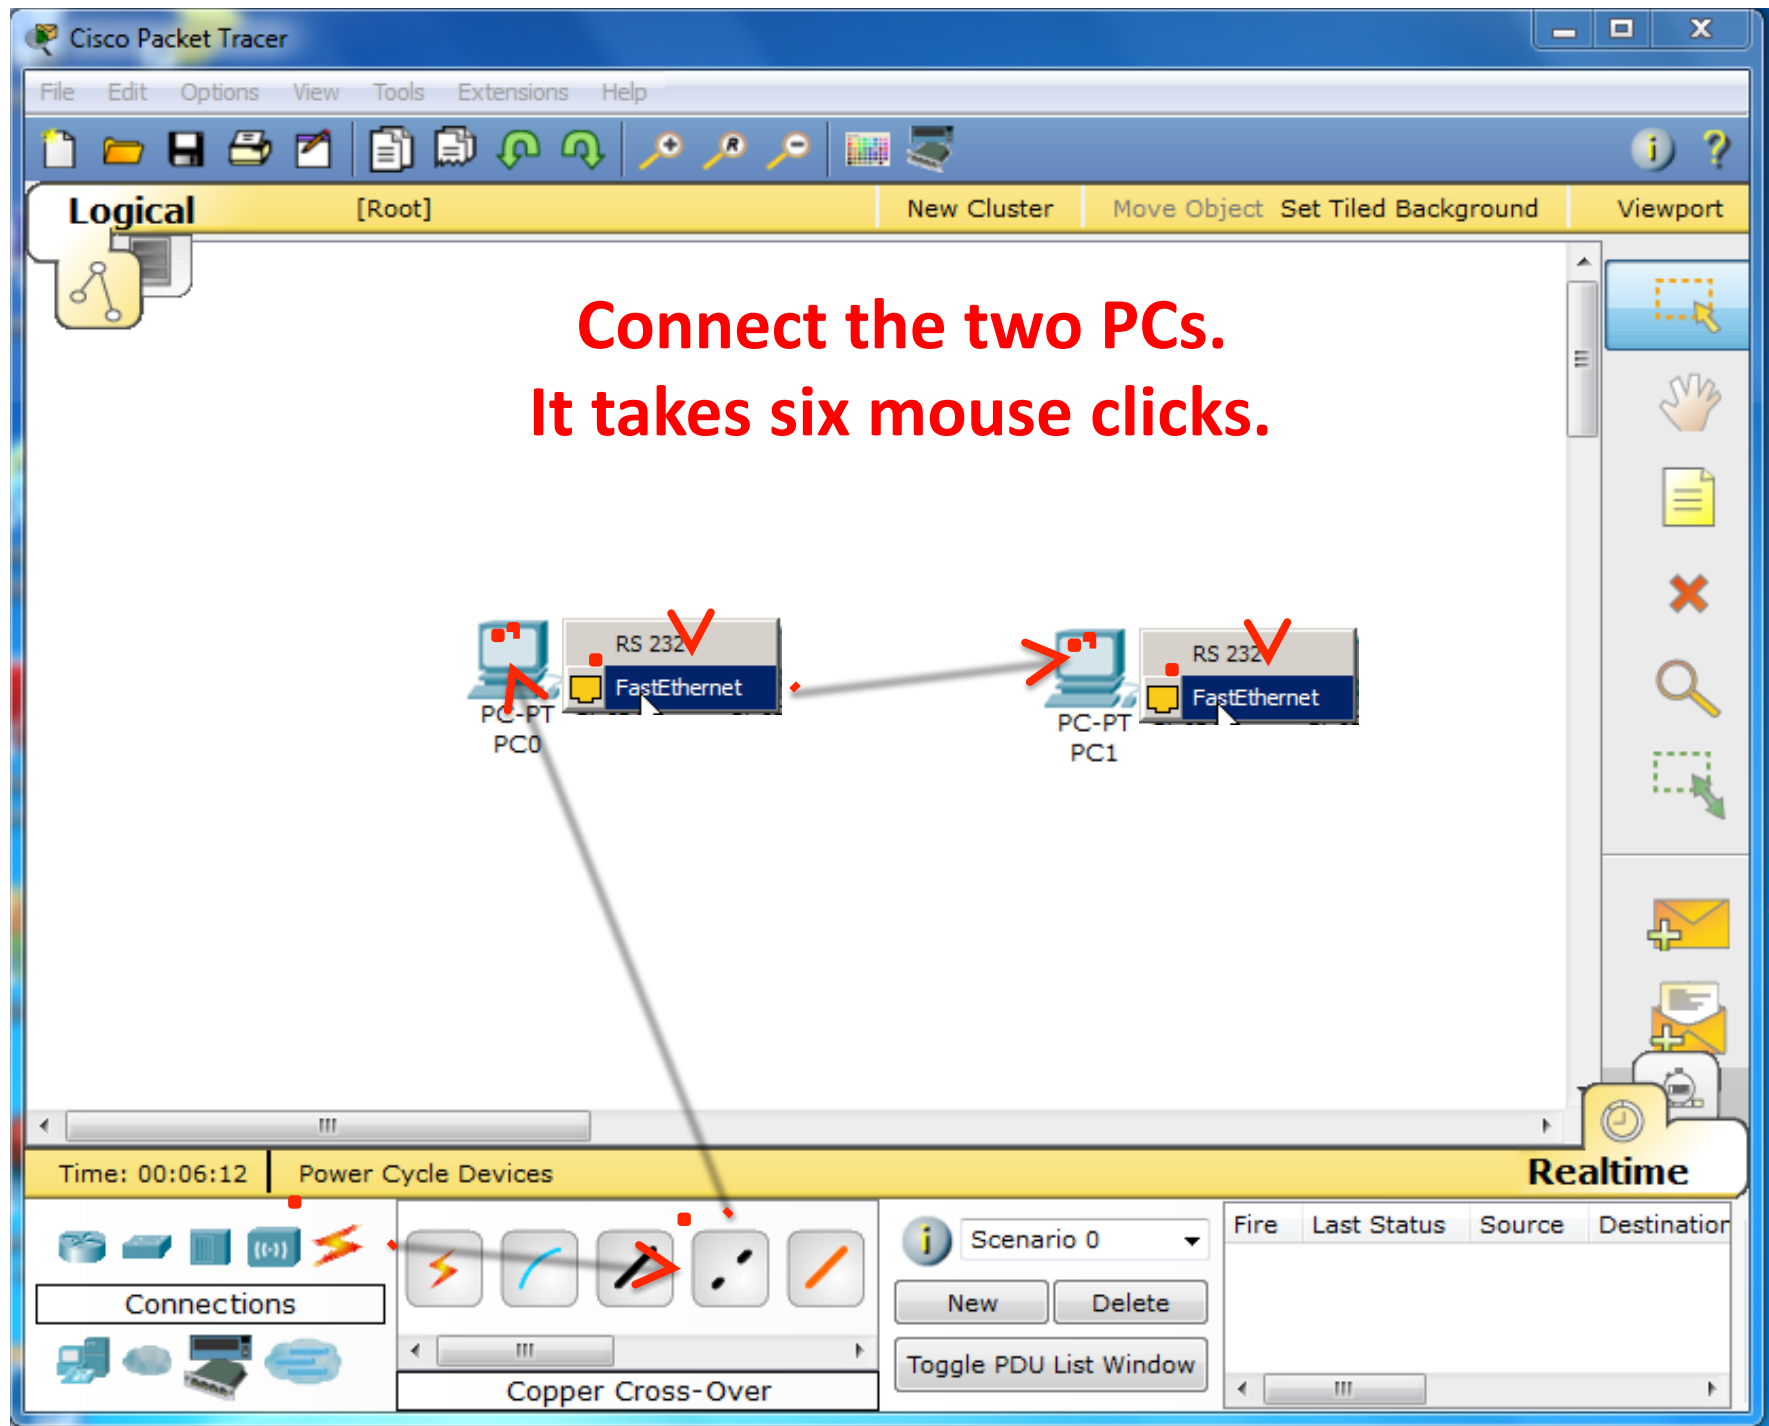 Cisco Packet Tracer
File Edit Options View Tools Extensions Help
Logical [Root] New Cluster Move Object Set Tiled Background Viewport
Connect the two PCs.
It takes six mouse clicks.
RS 232
FastEthernet
PC-PT
PC0
RS 232
FastEthernet
PC-PT
PC1
Time: 00:06:12 Power Cycle Devices Realtime
Connections
Copper Cross-Over
Scenario 0
New Delete
Toggle PDU List Window
Fire Last Status Source Destination